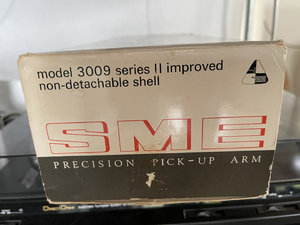 model 3009 series II improved
non-detachable shell
SME
PRECISION PICK-UP ARM